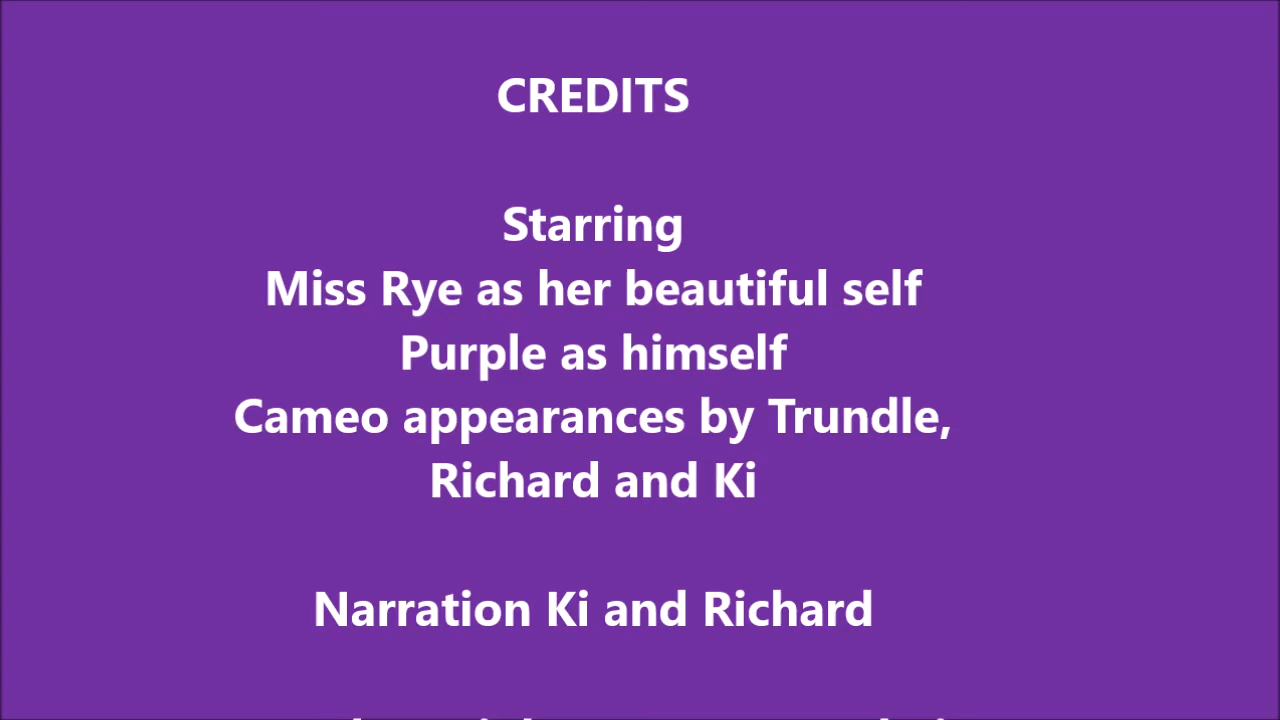 CREDITS
Starring
Miss Rye as her beautiful self
Purple as himself
Cameo appearances by Trundle,
Richard and Ki
Narration Ki and Richard